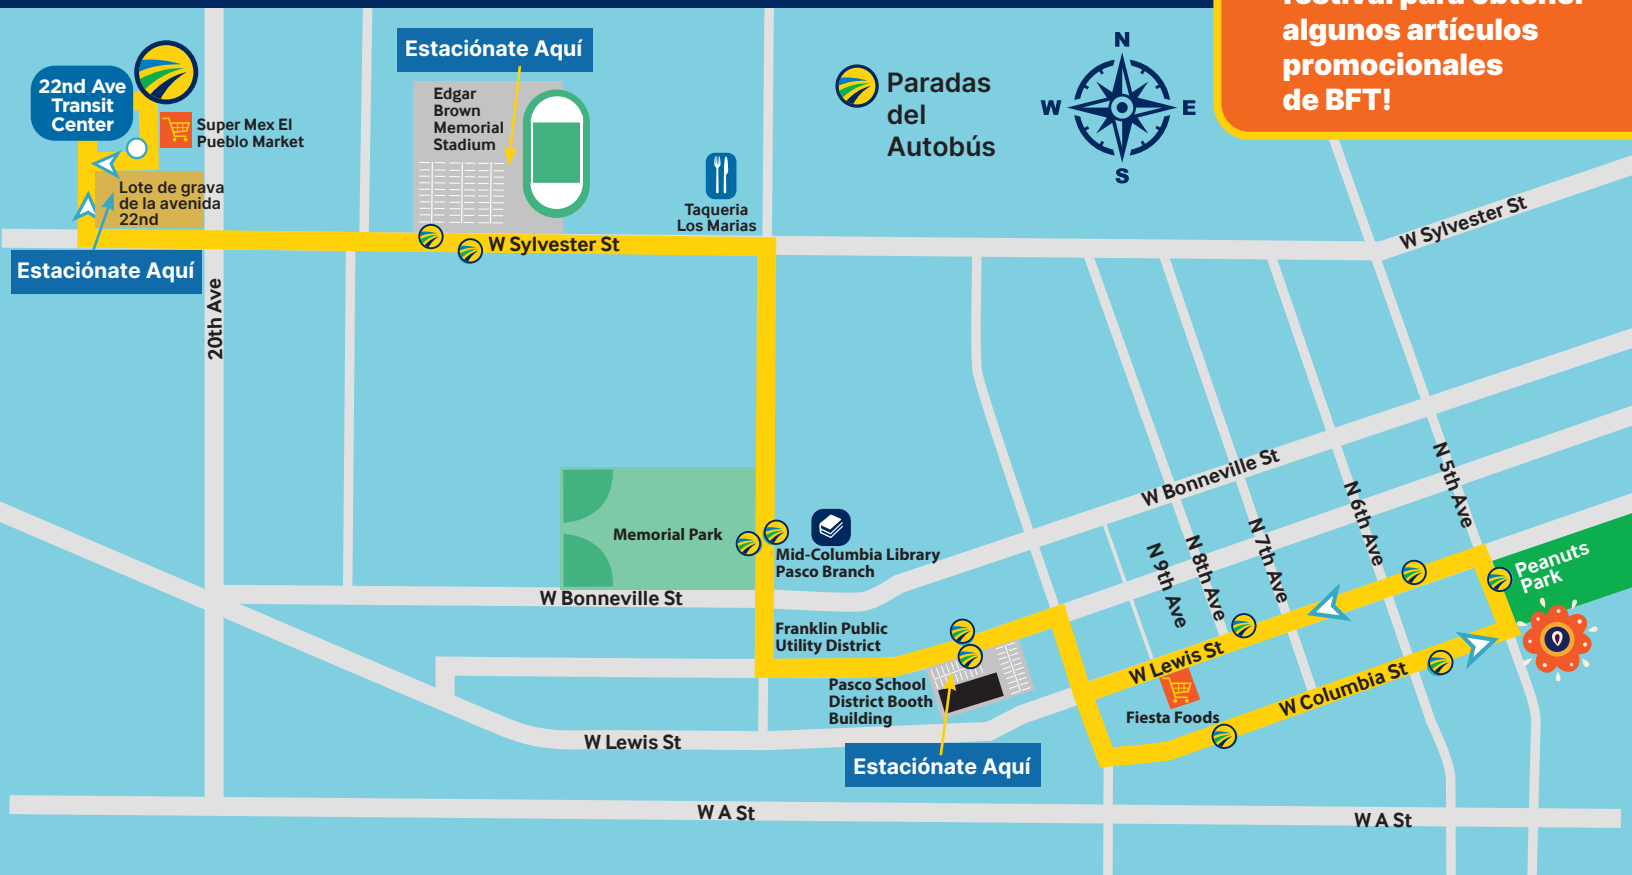 algunos artículos
promocionales
de BFT!
Paradas
del
Autobús
N
W
E
S
Estaciónate Aquí
22nd Ave
Transit
Center
Super Mex El
Pueblo Market
Lote de grava
de la avenida
22nd
Estaciónate Aquí
20th Ave
Edgar
Brown
Memorial
Stadium
Taqueria
Los Marias
W Sylvester St
W Sylvester St
Memorial Park
Mid-Columbia Library
Pasco Branch
W Bonneville St
W Bonneville St
Franklin Public
Utility District
Pasco School
District Booth
Building
Estaciónate Aquí
W Lewis St
W Lewis St
Fiesta Foods
W Columbia St
N 9th Ave
N 8th Ave
N 7th Ave
N 6th Ave
N 5th Ave
Peanuts
Park
W A St
W A St